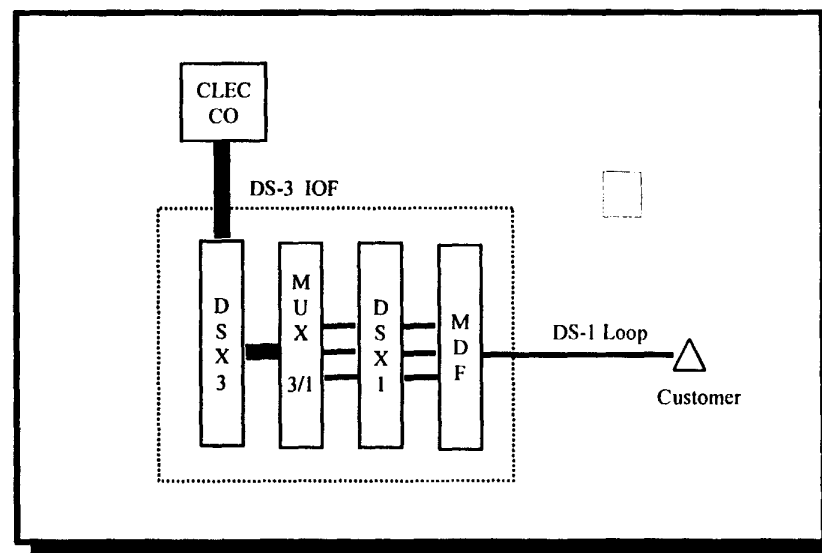 CLEC
CO
DS-3 IOF
D
S
X
3
M
U
X
3/1
D
S
X
1
M
D
F
DS-1 Loop
Customer